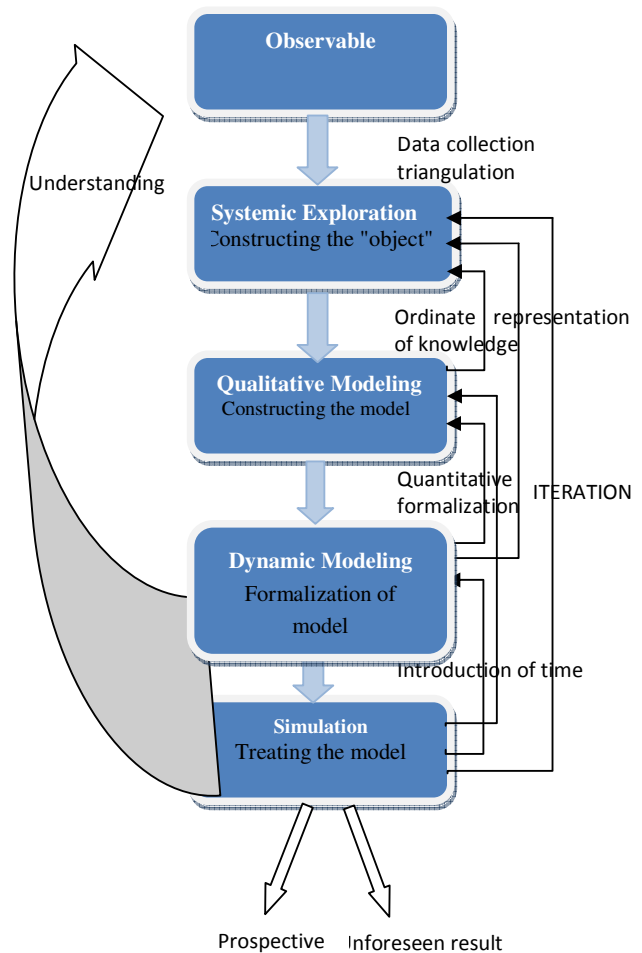 Observable
Data collection
triangulation
Understanding
Systemic Exploration
Constructing the "object"
Ordinate representation
of knowledge
Qualitative Modeling
Constructing the model
Quantitative
formalization
ITERATION
Dynamic Modeling
Formalization of
model
Introduction of time
Simulation
Treating the model
Prospective
Inforeseen result